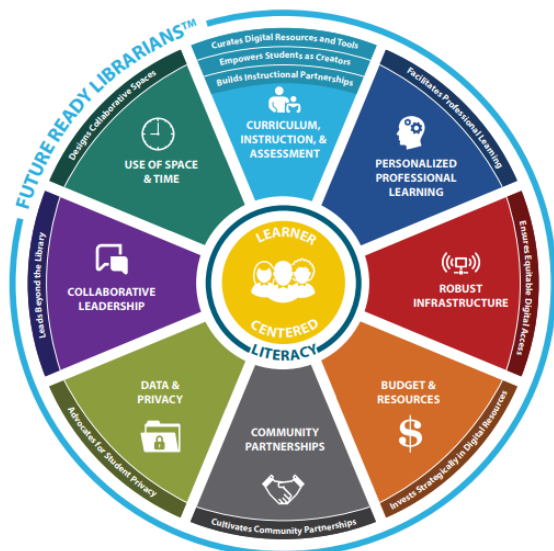 FUTURE READY LIBRARIANS™
Curates Digital Resources and Tools
Empowers Students as Creators
Builds Instructional Partnerships
CURRICULUM,
INSTRUCTION, &
ASSESSMENT
Facilitates Professional Learning
PERSONALIZED
PROFESSIONAL
LEARNING
Ensures Equitable Digital Access
ROBUST
INFRASTRUCTURE
Invests Strategically in Digital Resources
BUDGET &
RESOURCES
$
Cultivates Community Partnerships
COMMUNITY
PARTNERSHIPS
Advocates for Student Privacy
DATA &
PRIVACY
Leads Beyond the Library
COLLABORATIVE
LEADERSHIP
Designs Collaborative Spaces
USE OF SPACE
& TIME
LEARNER
CENTERED
LITERACY